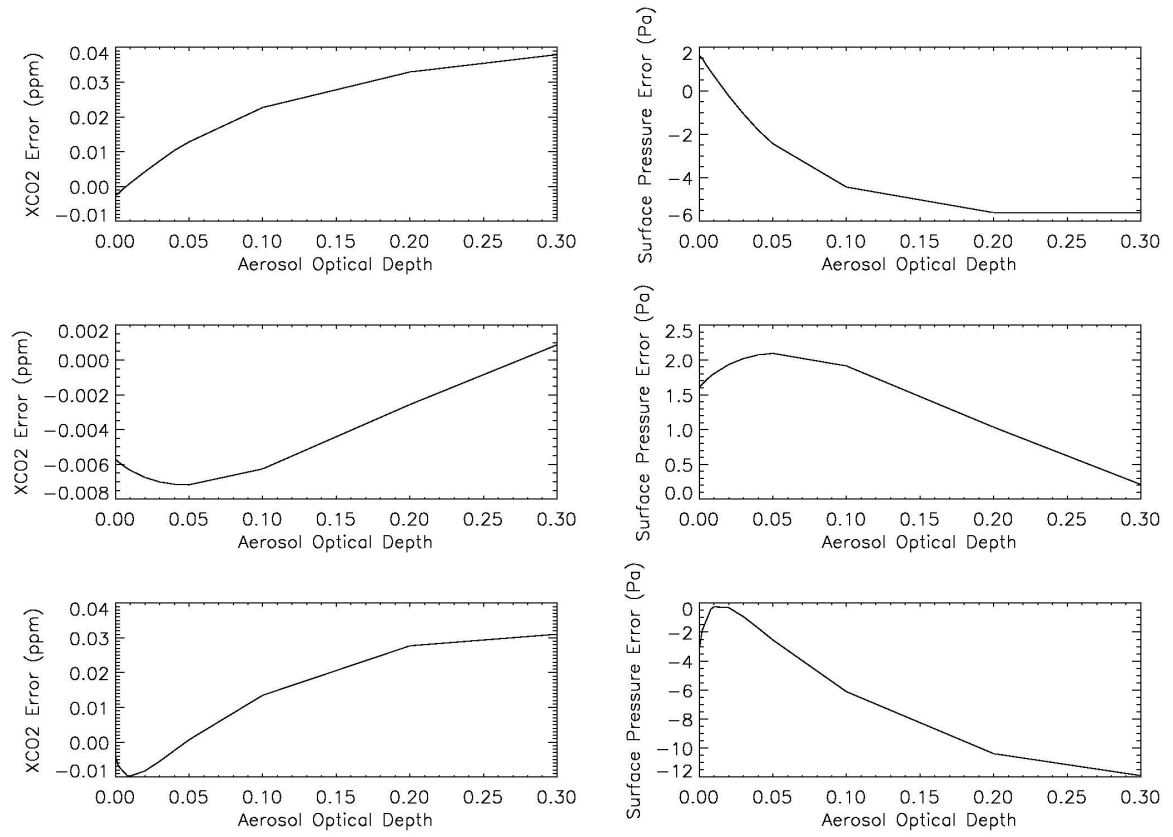 XCO2 Error (ppm)
0.04
0.03
0.02
0.01
0.00
−0.01
0.00 0.05 0.10 0.15 0.20 0.25 0.30
Aerosol Optical Depth
Surface Pressure Error (Pa)
2
0
−2
−4
−6
0.00 0.05 0.10 0.15 0.20 0.25 0.30
Aerosol Optical Depth
XCO2 Error (ppm)
0.002
0.000
−0.002
−0.004
−0.006
−0.008
0.00 0.05 0.10 0.15 0.20 0.25 0.30
Aerosol Optical Depth
Surface Pressure Error (Pa)
2.5
2.0
1.5
1.0
0.5
0.0
0.00 0.05 0.10 0.15 0.20 0.25 0.30
Aerosol Optical Depth
XCO2 Error (ppm)
0.04
0.03
0.02
0.01
0.00
−0.01
0.00 0.05 0.10 0.15 0.20 0.25 0.30
Aerosol Optical Depth
Surface Pressure Error (Pa)
0
−2
−4
−6
−8
−10
−12
0.00 0.05 0.10 0.15 0.20 0.25 0.30
Aerosol Optical Depth